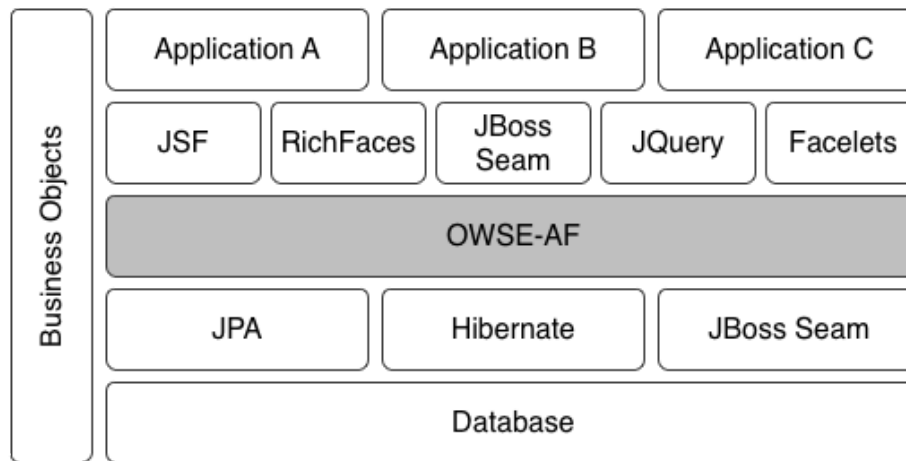 Business Objects
Application A
Application B
Application C
JSF
RichFaces
JBoss
Seam
JQuery
Facelets
OWSE-AF
JPA
Hibernate
JBoss Seam
Database